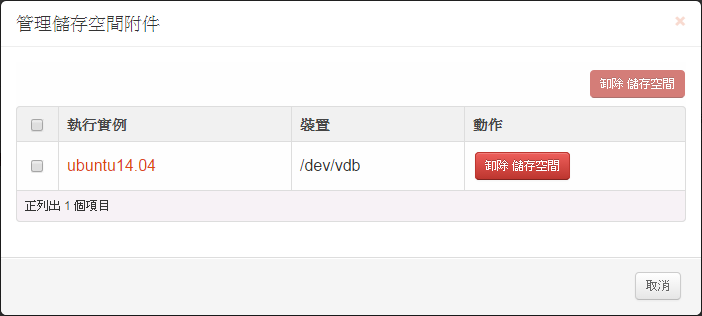 管理儲存空間附件
×
卸除 儲存空間
執行實例 裝置 動作
ubuntu14.04 /dev/vdb 卸除 儲存空間
正列出 1 個項目
取消